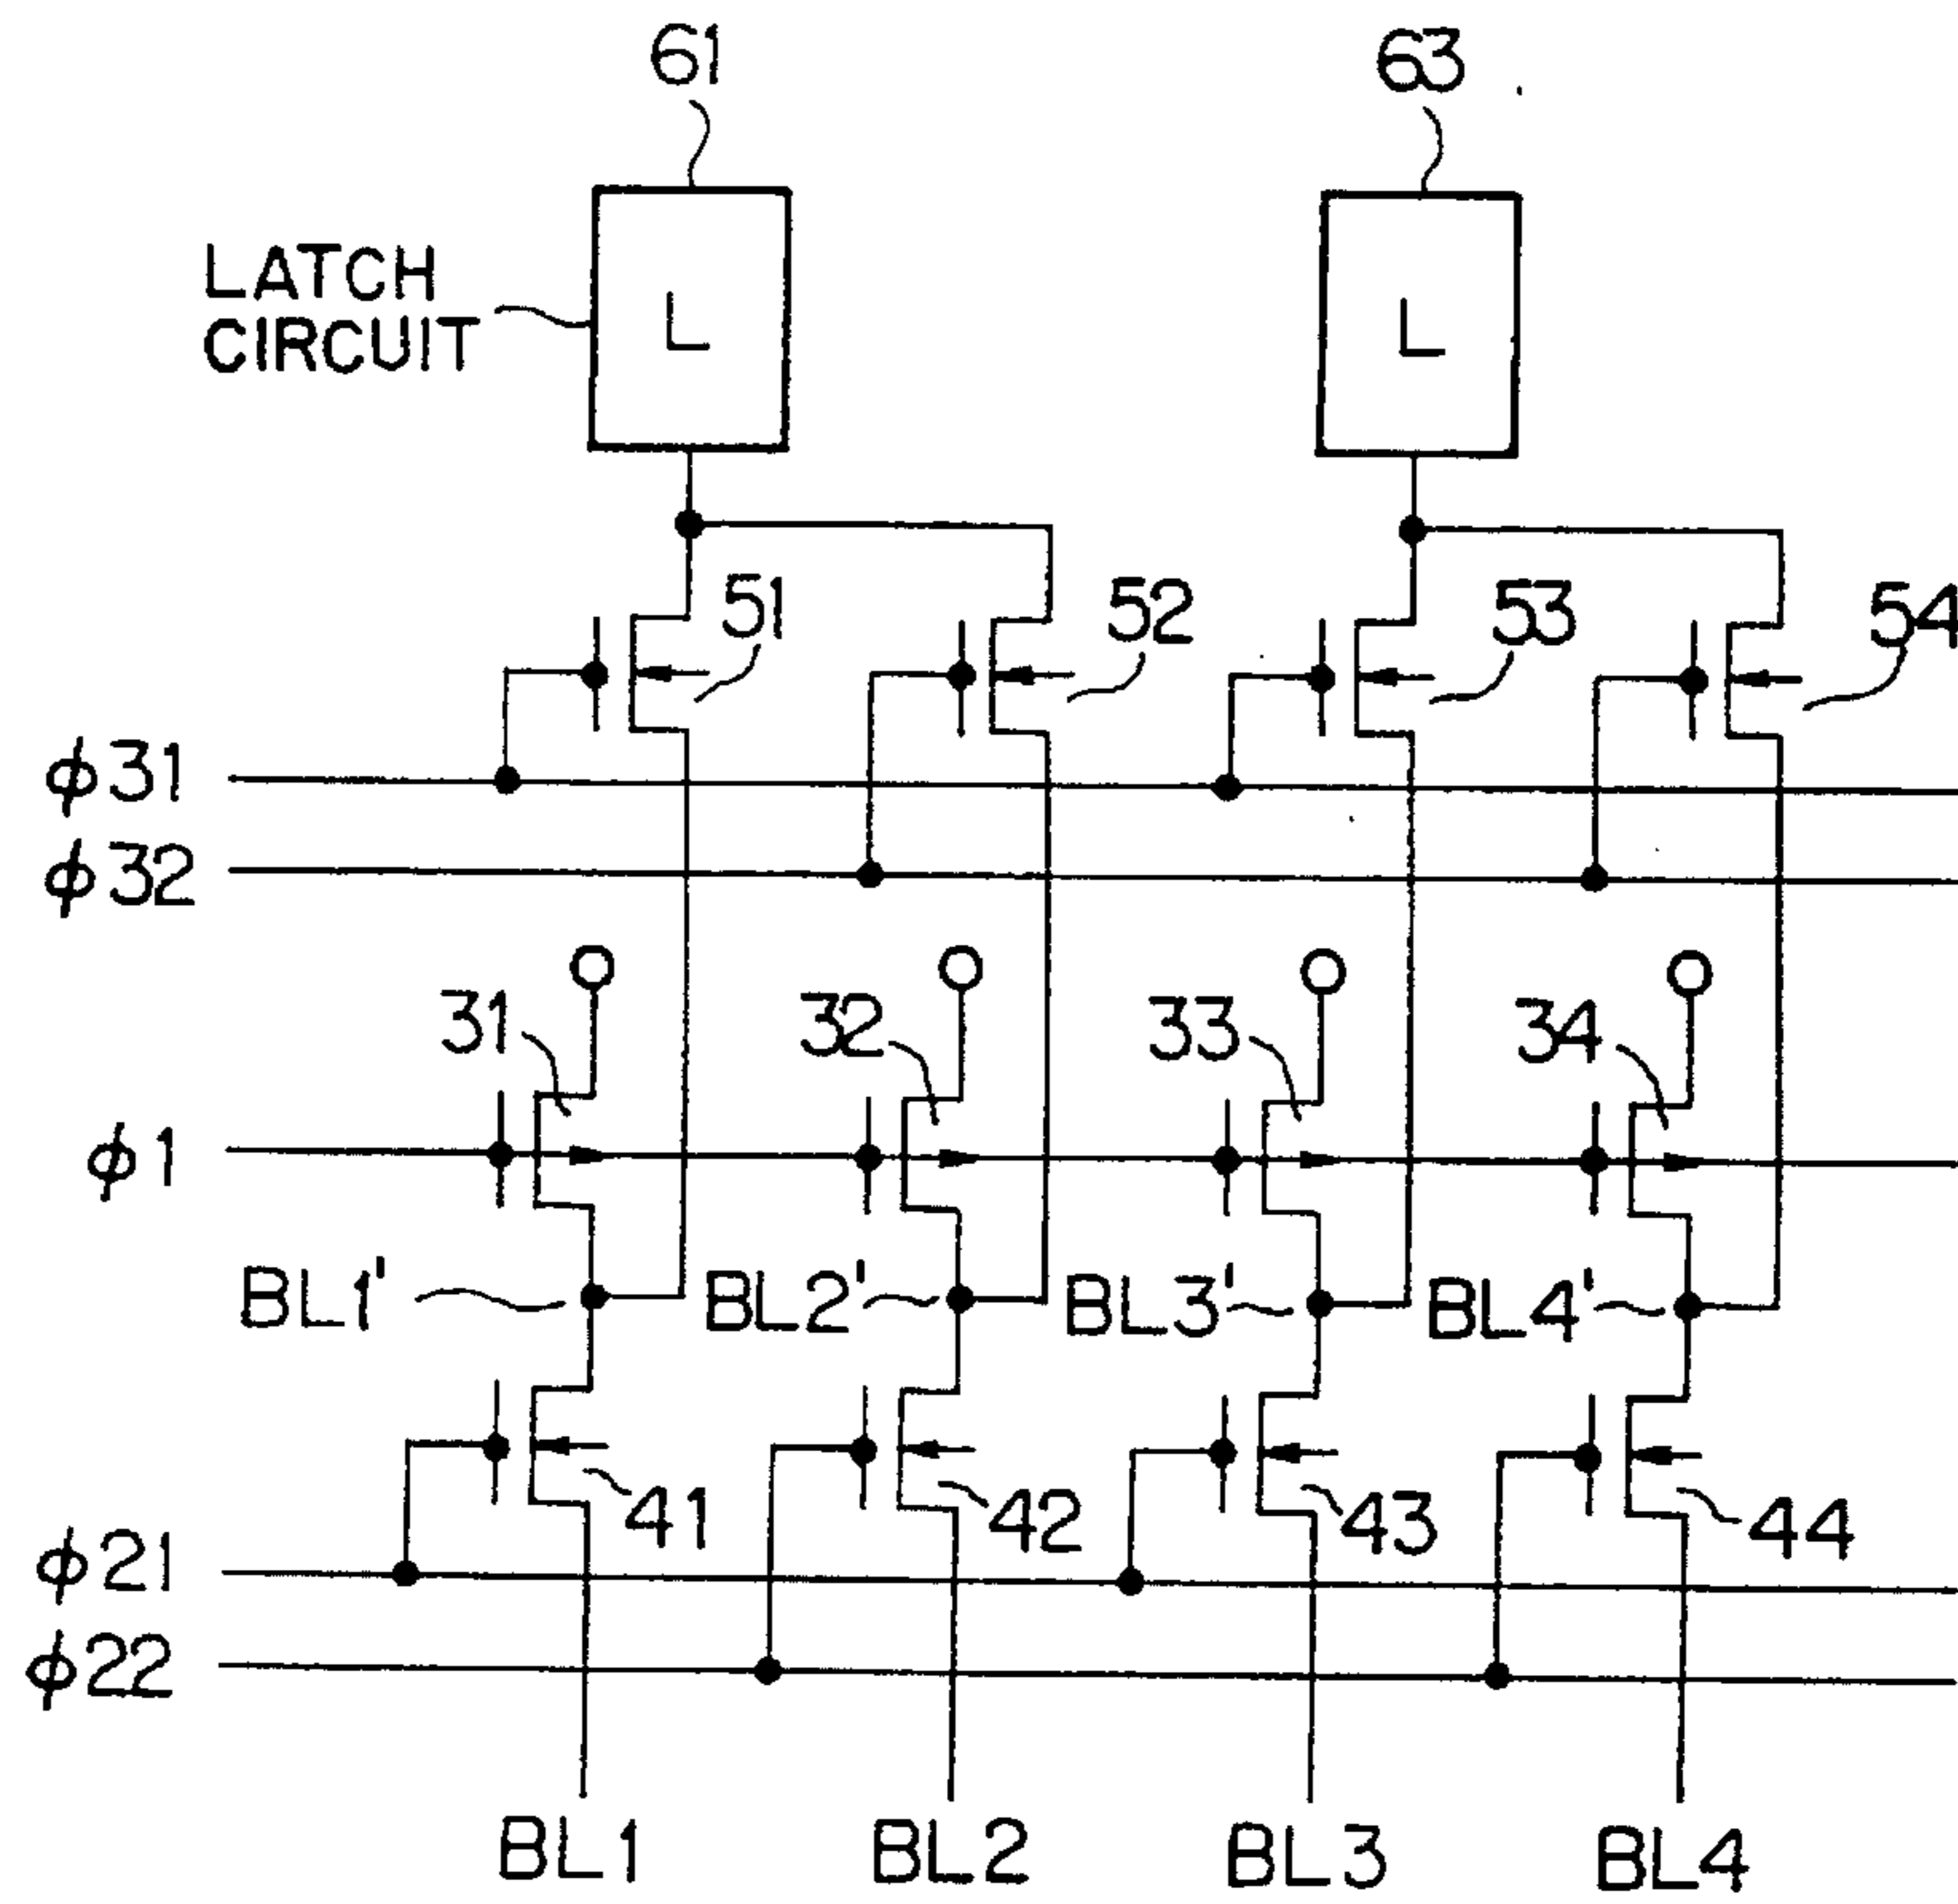 61
63
LATCH
CIRCUIT
L
L
51
52
53
54
ϕ31
ϕ32
31
32
33
34
ϕ1
BL1'
BL2'
BL3'
BL4'
41
42
43
44
ϕ21
ϕ22
BL1
BL2
BL3
BL4